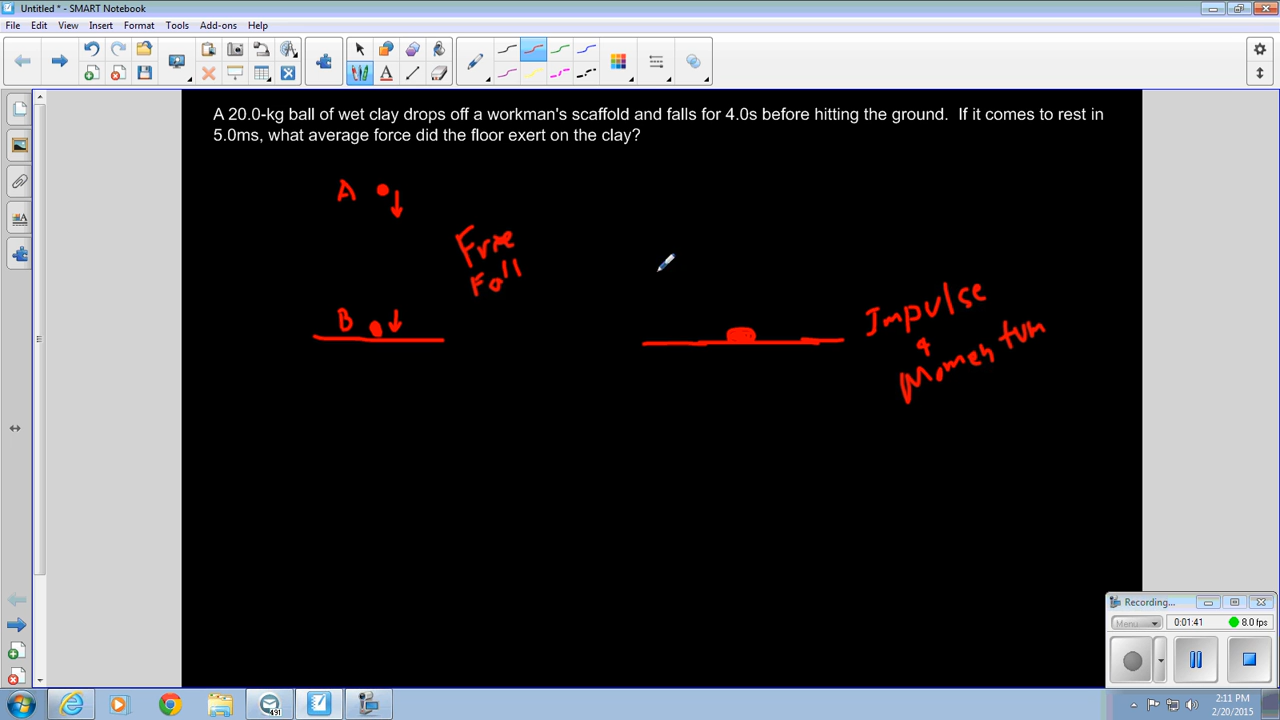 Untitled * - SMART Notebook
File Edit View Insert Format Tools Add-ons Help
A 20.0-kg ball of wet clay drops off a workman's scaffold and falls for 4.0s before hitting the ground. If it comes to rest in
5.0ms, what average force did the floor exert on the clay?
A
Free
Fall
B
Impulse
&
Momentum
Recording...
Menu 0:01:41 8.0 fps
491
2:11 PM
2/20/2015